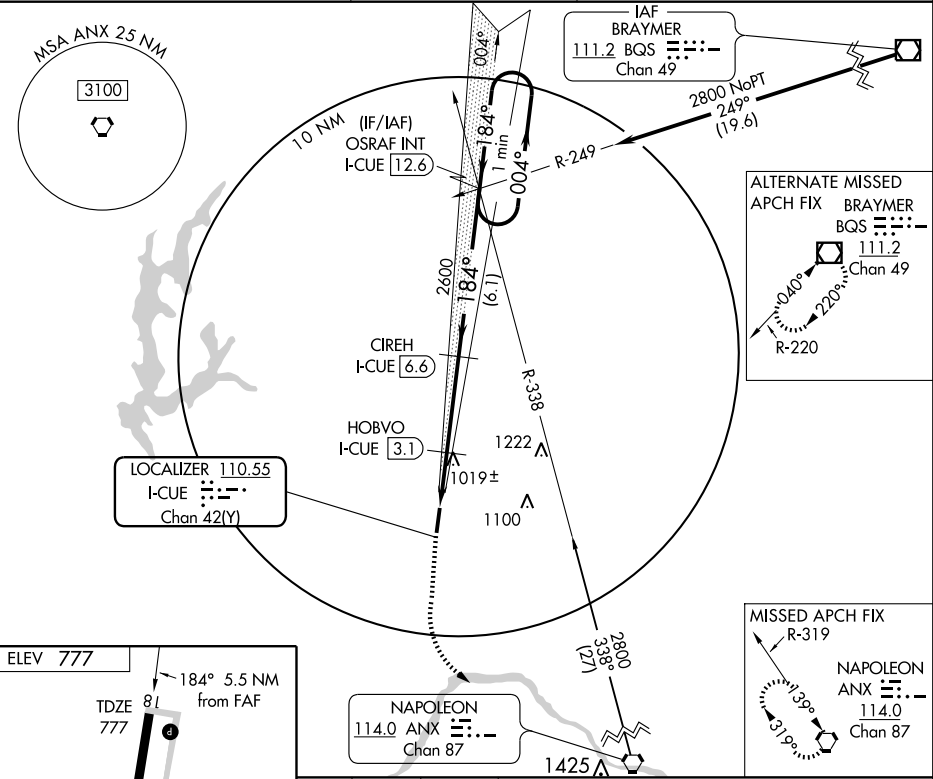 MSA ANX 25 NM
3100
IAF
BRAYMER
111.2 BQS
Chan 49
2800 NoPT
249°
(19.6)
R-249
004°
10 NM
(IF/IAF)
OSRAF INT
I-CUE 12.6
184°
1 min
004°
2600
184°
(6.1)
CIREH
I-CUE 6.6
HOBVO
I-CUE 3.1
1019±
1222
1100
R-338
LOCALIZER 110.55
I-CUE
Chan 42(Y)
2800
338°
(27)
NAPOLEON
114.0 ANX
Chan 87
1425
ALTERNATE MISSED
APCH FIX
BRAYMER
BQS
111.2
Chan 49
040°
220°
R-220
MISSED APCH FIX
R-319
NAPOLEON
ANX
114.0
Chan 87
139°
319°
ELEV 777
184° 5.5 NM
from FAF
TDZE
777
18
P